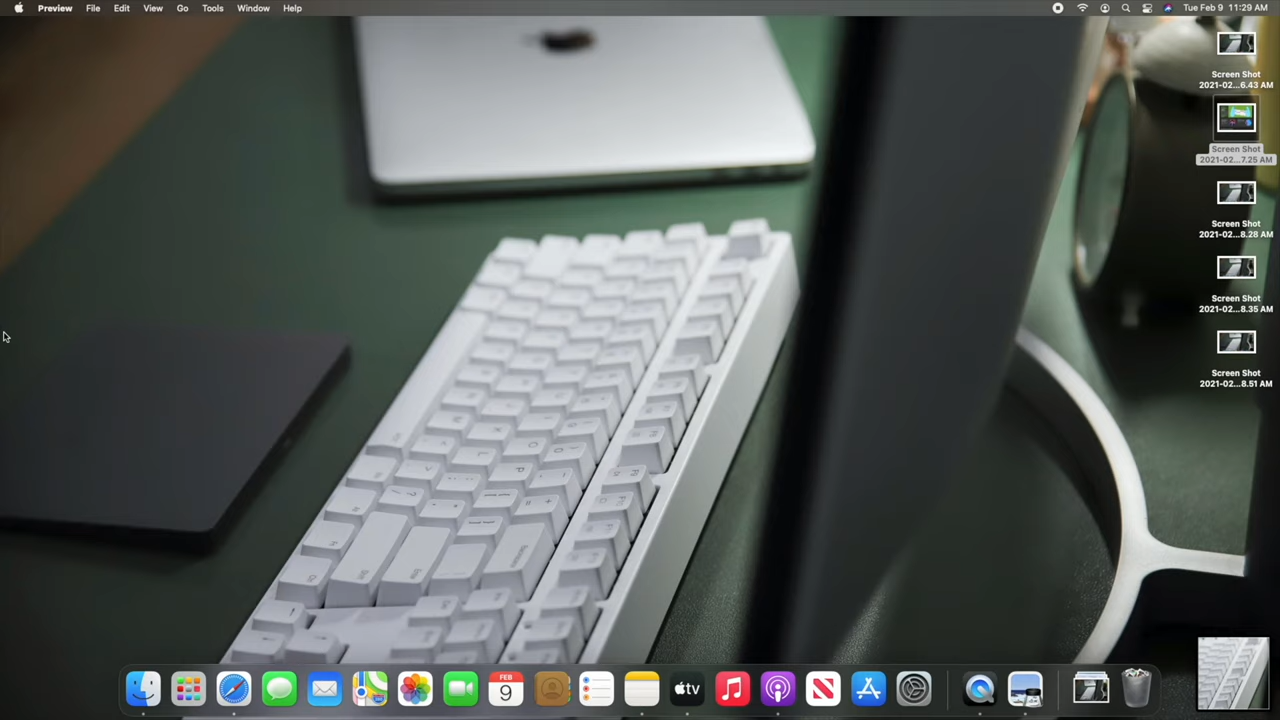 Preview File Edit View Go Tools Window Help
Tue Feb 9 11:29 AM
Screen Shot
2021-02...6.43 AM
Screen Shot
2021-02...7.25 AM
Screen Shot
2021-02...8.28 AM
Screen Shot
2021-02...8.35 AM
Screen Shot
2021-02...8.51 AM
FEB
9
tv